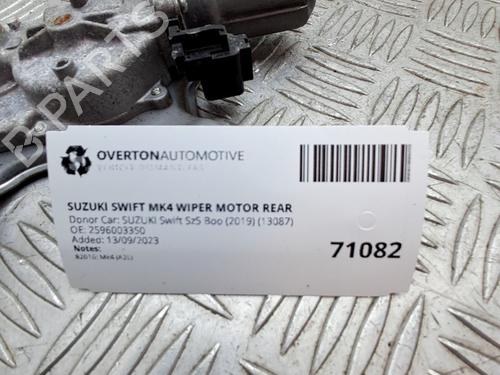 B-PARTS
OVERTONAUTOMOTIVE
SUZUKI SWIFT MK4 WIPER MOTOR REAR
Donor Car: SUZUKI Swift Sz5 Boo (2019) (13087)
OE: 2596003350
Added: 13/09/2023
Notes:
71082